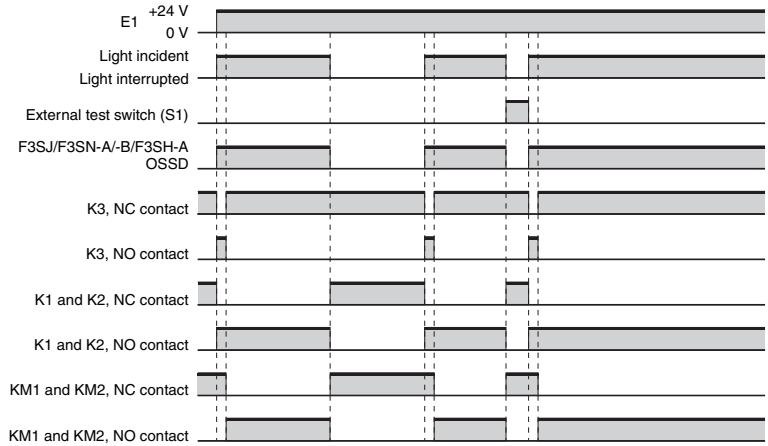 E1 +24 V
0 V
Light incident
Light interrupted
External test switch (S1)
F3SJ/F3SN-A/-B/F3SH-A
OSSD
K3, NC contact
K3, NO contact
K1 and K2, NC contact
K1 and K2, NO contact
KM1 and KM2, NC contact
KM1 and KM2, NO contact